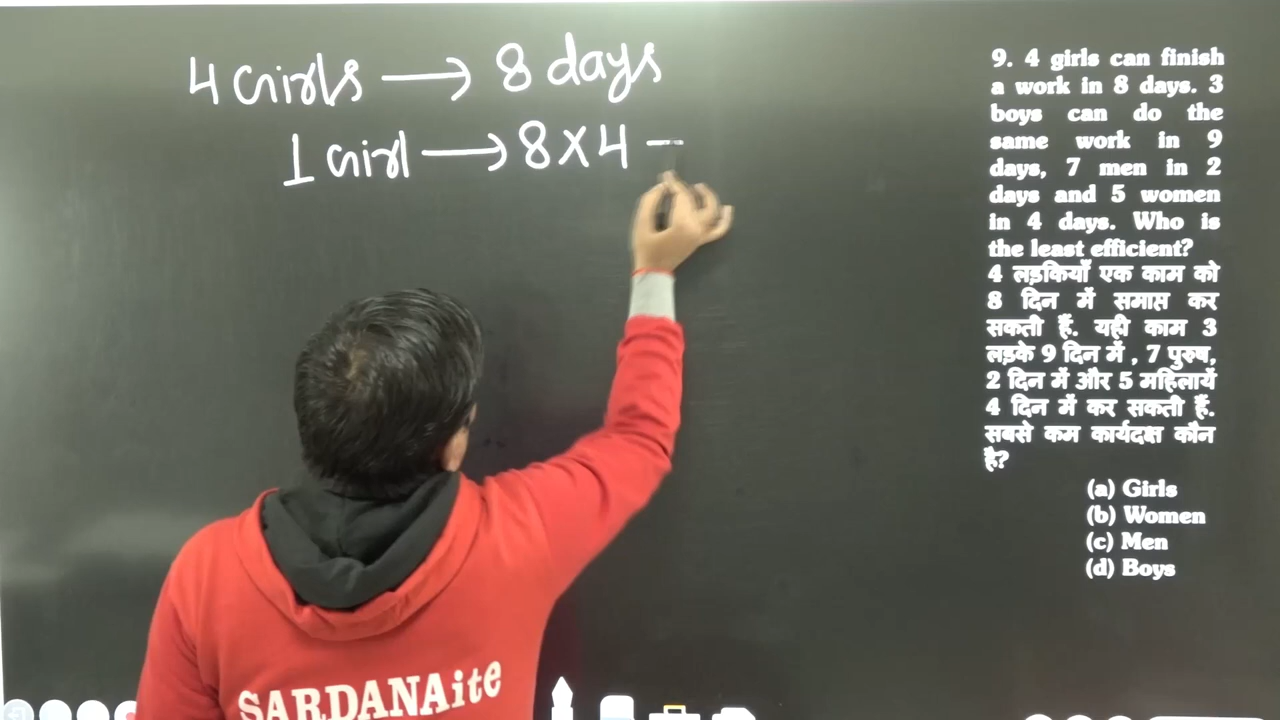 4 Girls → 8 days
1 Girl → 8×4 =
9. 4 girls can finish
a work in 8 days. 3
boys can do the
same work in 9
days, 7 men in 2
days and 5 women
in 4 days. Who is
the least efficient?
4 लड़कियाँ एक काम को
8 दिन में समाप्त कर
सकती हैं. यही काम 3
लड़के 9 दिन में , 7 पुरुष,
2 दिन में और 5 महिलायें
4 दिन में कर सकती हैं.
सबसे कम कार्यदक्ष कौन
है?
(a) Girls
(b) Women
(c) Men
(d) Boys
SARDANAite